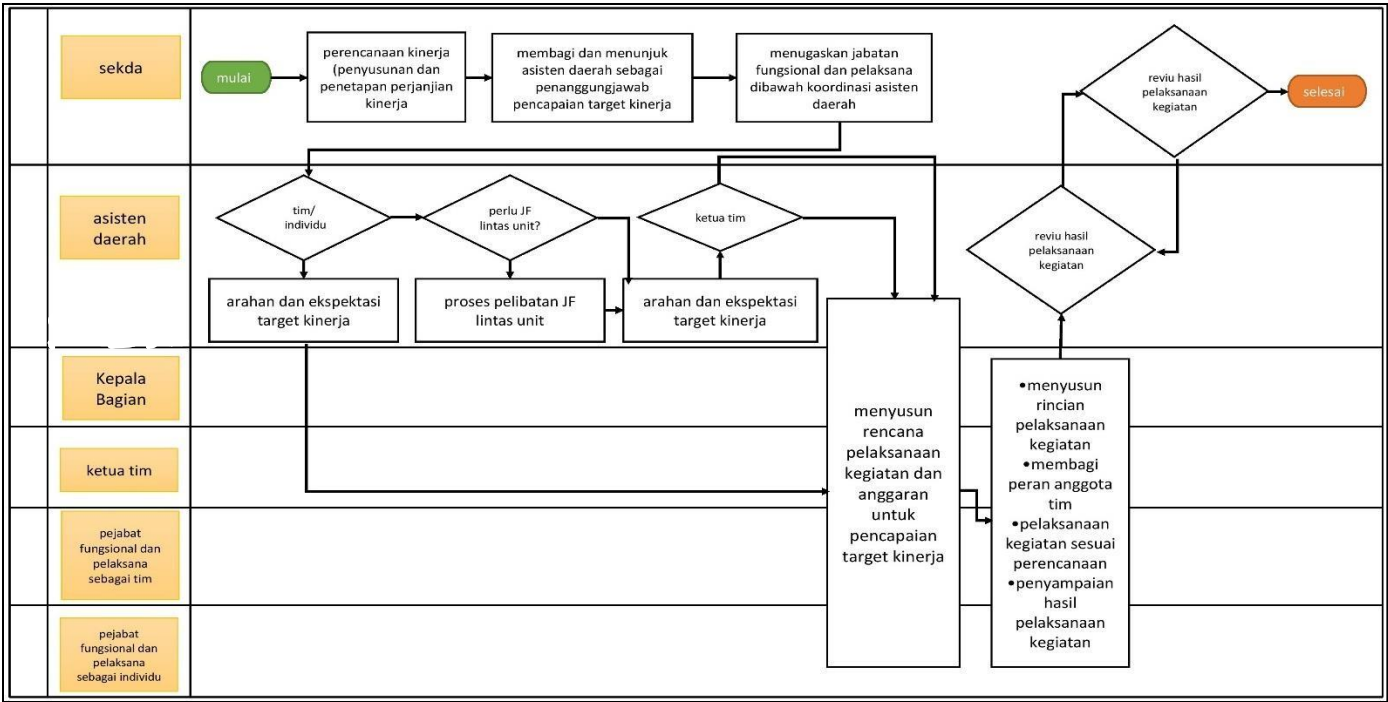 sekda
mulai
perencanaan kinerja
(penyusunan dan
penetapan perjanjian
kinerja
membagi dan menunjuk
asisten daerah sebagai
penanggungjawab
pencapaian target kinerja
menugaskan jabatan
fungsional dan pelaksana
dibawah koordinasi asisten
daerah
reviu hasil
pelaksanaan
kegiatan
selesai
asisten
daerah
tim/
individu
perlu JF
lintas unit?
ketua tim
reviu hasil
pelaksanaan
kegiatan
arahan dan ekspektasi
target kinerja
proses pelibatan JF
lintas unit
arahan dan ekspektasi
target kinerja
Kepala
Bagian
ketua tim
pejabat
fungsional dan
pelaksana
sebagai tim
pejabat
fungsional dan
pelaksana
sebagai individu
menyusun
rencana
pelaksanaan
kegiatan dan
anggaran
untuk
pencapaian
target kinerja
•menyusun
rincian
pelaksanaan
kegiatan
•membagi
peran anggota
tim
•pelaksanaan
kegiatan sesuai
perencanaan
•penyampaian
hasil
pelaksanaan
kegiatan